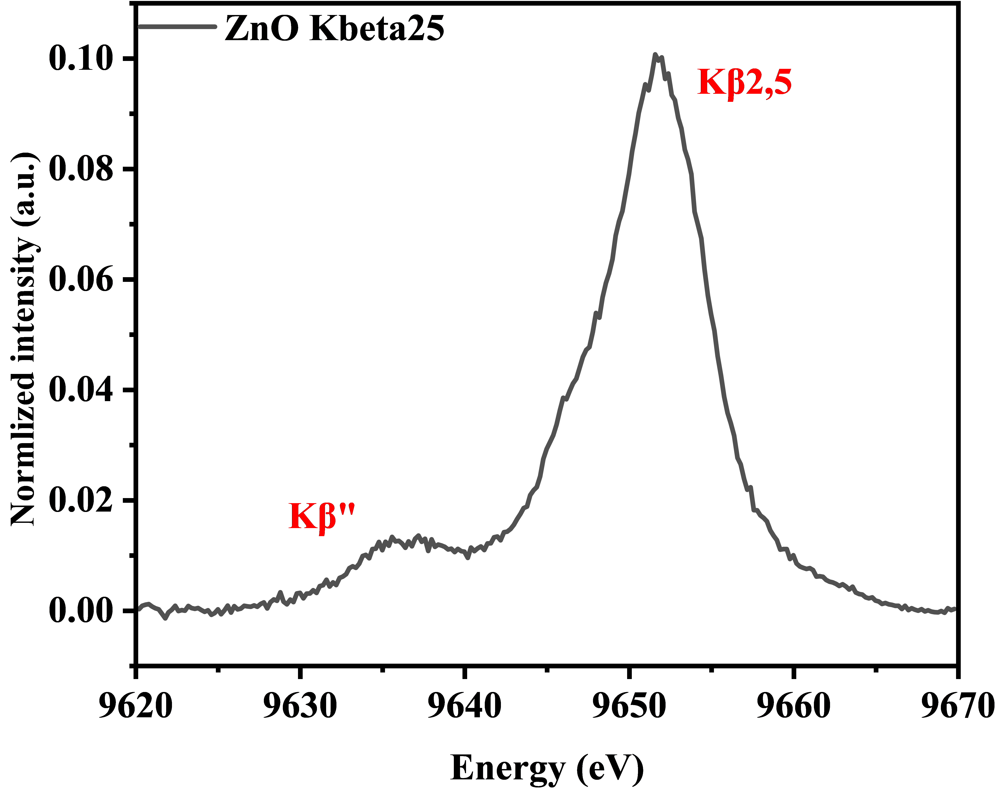 ZnO Kbeta25
0.10
Kβ2,5
0.08
0.06
0.04
0.02
Kβ"
0.00
Normlized intensity (a.u.)
9620 9630 9640 9650 9660 9670
Energy (eV)